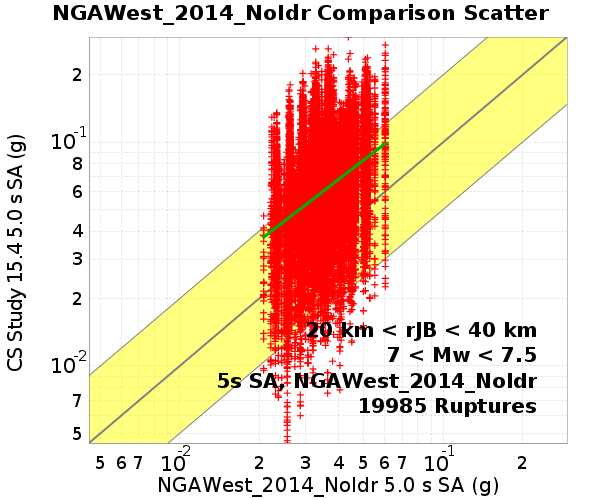 NGAWest_2014_NoIdr Comparison Scatter
CS Study 15.4 5.0 s SA (g)
2
10⁻¹
8
6
4
3
2
10⁻²
7
5
20 km < rJB < 40 km
7 < Mw < 7.5
5s SA, NGAWest_2014_NoIdr
19985 Ruptures
5 6 7 10⁻² 2 3 4 5 6 7 10⁻¹ 2
NGAWest_2014_NoIdr 5.0 s SA (g)